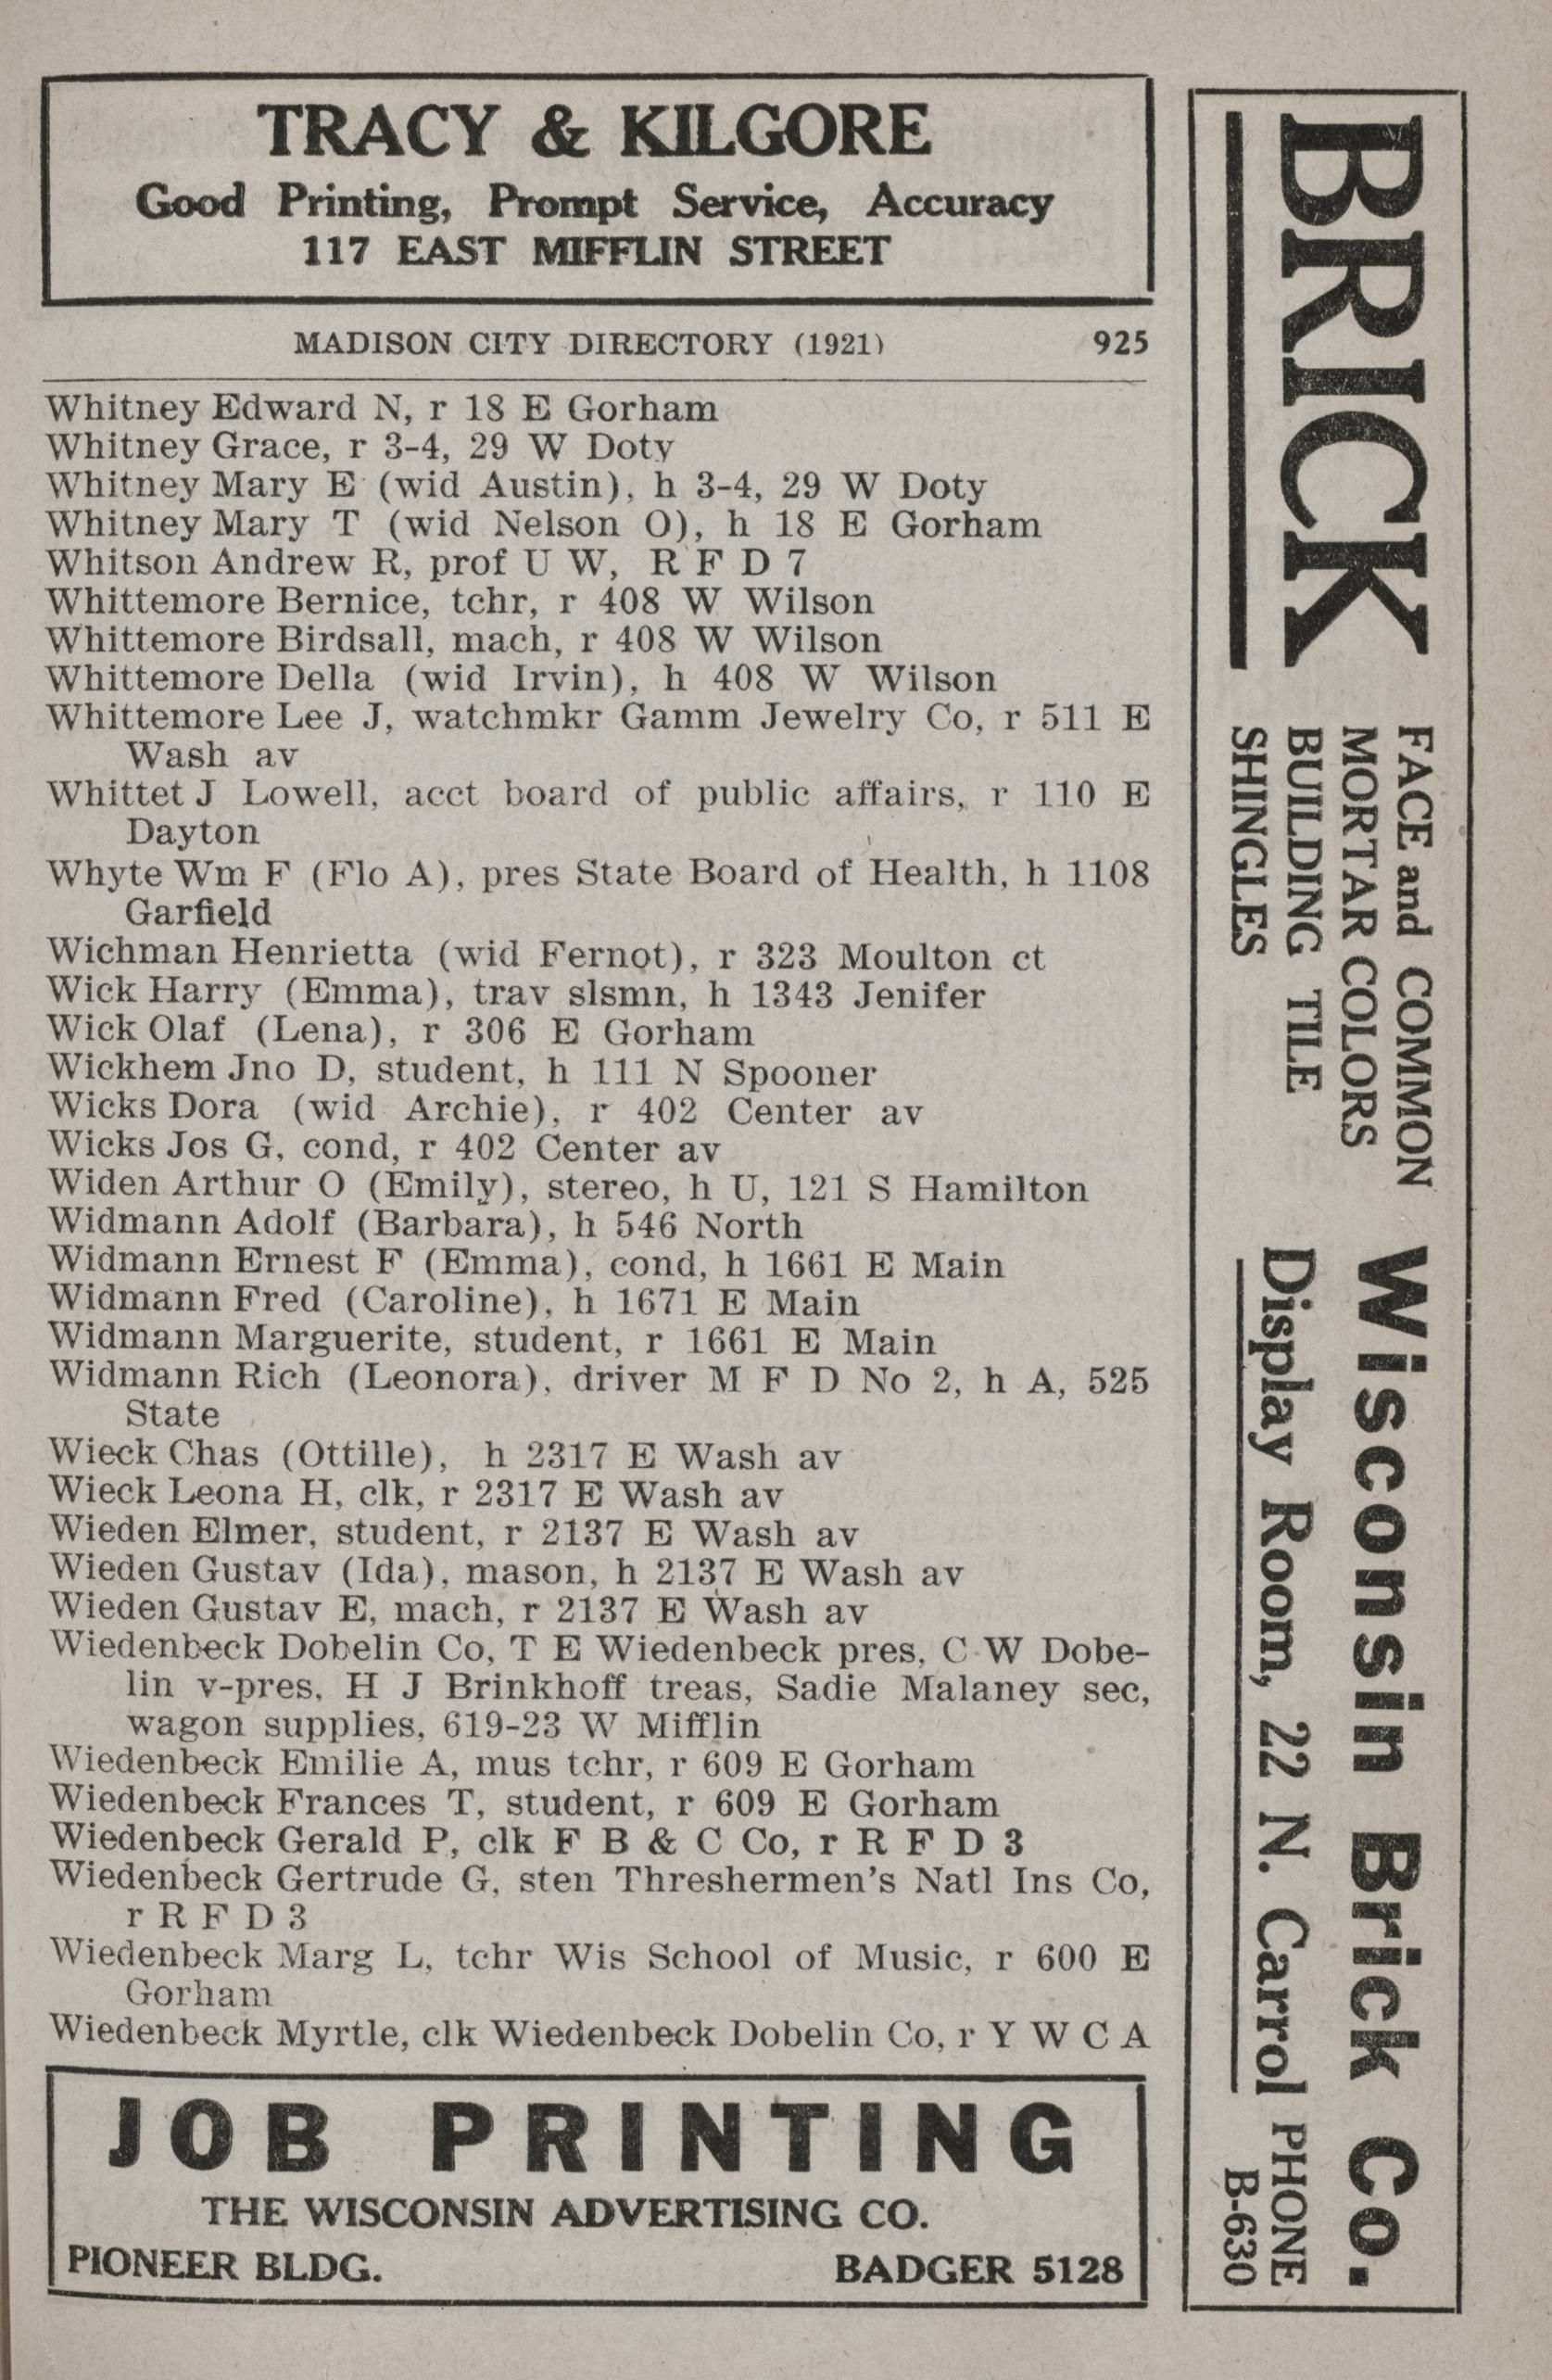 TRACY & KILGORE
Good Printing, Prompt Service, Accuracy
117 EAST MIFFLIN STREET
MADISON CITY DIRECTORY (1921) 925
Whitney Edward N, r 18 E Gorham
Whitney Grace, r 3-4, 29 W Doty
Whitney Mary E (wid Austin), h 3-4, 29 W Doty
Whitney Mary T (wid Nelson O), h 18 E Gorham
Whitson Andrew R, prof U W, R F D 7
Whittemore Bernice, tchr, r 408 W Wilson
Whittemore Birdsall, mach, r 408 W Wilson
Whittemore Della (wid Irvin), h 408 W Wilson
Whittemore Lee J, watchmkr Gamm Jewelry Co, r 511 E
Wash av
Whittet J Lowell, acct board of public affairs, r 110 E
Dayton
Whyte Wm F (Flo A), pres State Board of Health, h 1108
Garfield
Wichman Henrietta (wid Fernot), r 323 Moulton ct
Wick Harry (Emma), trav slsmn, h 1343 Jenifer
Wick Olaf (Lena), r 306 E Gorham
Wickhem Jno D, student, h 111 N Spooner
Wicks Dora (wid Archie), r 402 Center av
Wicks Jos G, cond, r 402 Center av
Widen Arthur O (Emily), stereo, h U, 121 S Hamilton
Widmann Adolf (Barbara), h 546 North
Widmann Ernest F (Emma), cond, h 1661 E Main
Widmann Fred (Caroline), h 1671 E Main
Widmann Marguerite, student, r 1661 E Main
Widmann Rich (Leonora), driver M F D No 2, h A, 525
State
Wieck Chas (Ottille), h 2317 E Wash av
Wieck Leona H, clk, r 2317 E Wash av
Wieden Elmer, student, r 2137 E Wash av
Wieden Gustav (Ida), mason, h 2137 E Wash av
Wieden Gustav E, mach, r 2137 E Wash av
Wiedenbeck Dobelin Co, T E Wiedenbeck pres, C W Dobe-
lin v-pres, H J Brinkhoff treas, Sadie Malaney sec,
wagon supplies, 619-23 W Mifflin
Wiedenbeck Emilie A, mus tchr, r 609 E Gorham
Wiedenbeck Frances T, student, r 609 E Gorham
Wiedenbeck Gerald P, clk F B & C Co, r R F D 3
Wiedenbeck Gertrude G, sten Threshermen's Natl Ins Co,
r R F D 3
Wiedenbeck Marg L, tchr Wis School of Music, r 600 E
Gorham
Wiedenbeck Myrtle, clk Wiedenbeck Dobelin Co, r Y W C A
JOB PRINTING
THE WISCONSIN ADVERTISING CO.
PIONEER BLDG. BADGER 5128
BRICK
FACE and COMMON
MORTAR COLORS
BUILDING TILE
SHINGLES
Wisconsin Brick Co.
Display Room, 22 N. Carrol
PHONE
B-630